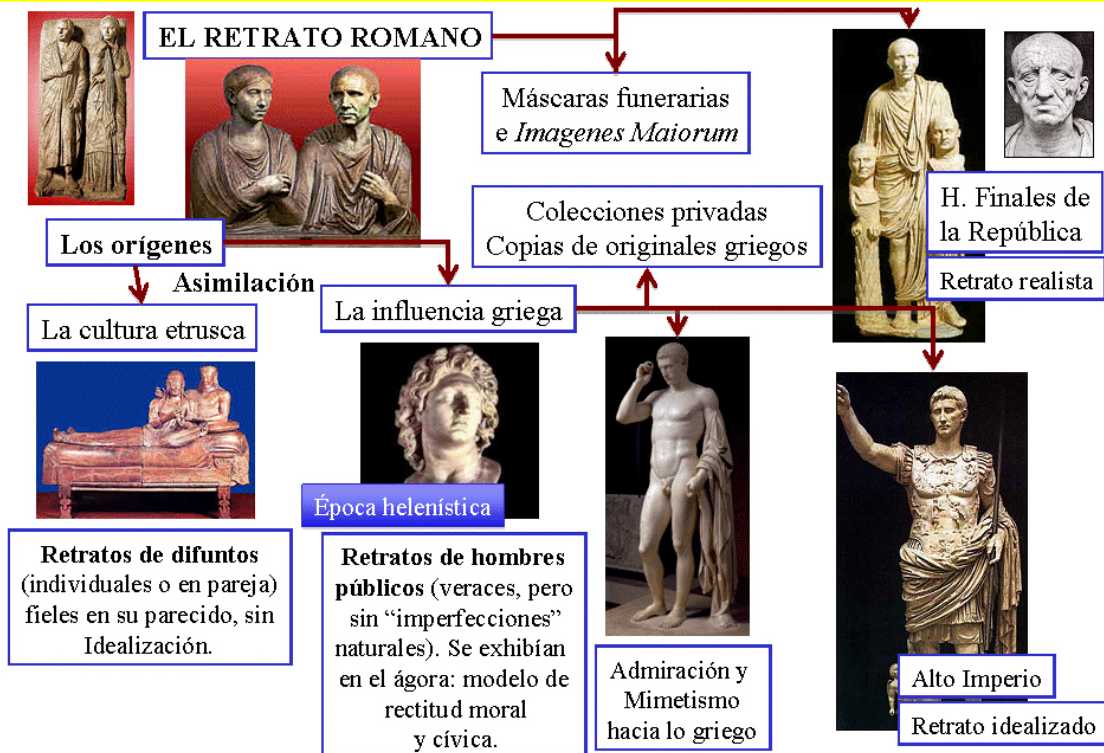 EL RETRATO ROMANO
Máscaras funerarias
e Imagenes Maiorum
H. Finales de
la República
Retrato realista
Colecciones privadas
Copias de originales griegos
Los orígenes
Asimilación
La influencia griega
La cultura etrusca
Época helenística
Retratos de difuntos
(individuales o en pareja)
fieles en su parecido, sin
Idealización.
Retratos de hombres
públicos (veraces, pero
sin “imperfecciones”
naturales). Se exhibían
en el ágora: modelo de
rectitud moral
y cívica.
Admiración y
Mimetismo
hacia lo griego
Alto Imperio
Retrato idealizado